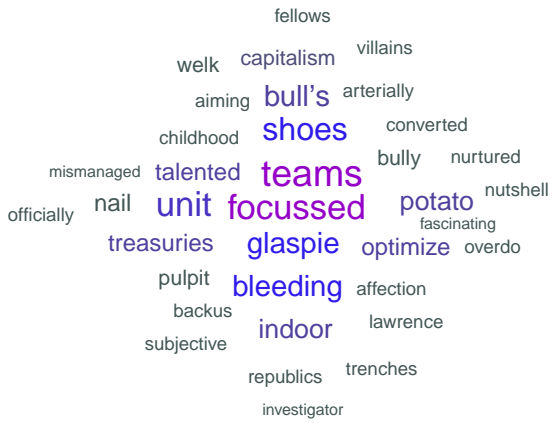 fellows
villains
capitalism
welk
arterially
bull's
aiming
converted
shoes
childhood
bully
nurtured
mismanaged
talented
teams
nutshell
officially
nail
unit
focussed
potato
fascinating
treasuries
glaspie
optimize
overdo
pulpit
bleeding
affection
backus
indoor
lawrence
subjective
republics
trenches
investigator